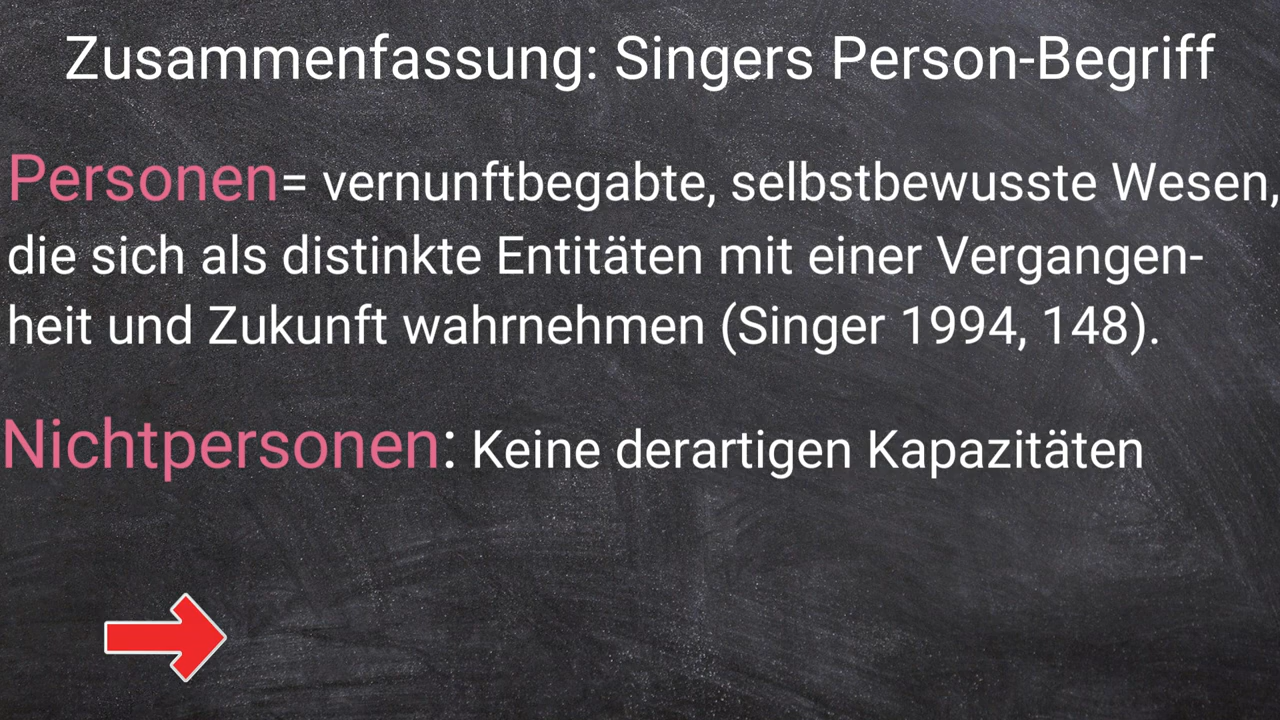 Zusammenfassung: Singers Person-Begriff
Personen= vernunftbegabte, selbstbewusste Wesen,
die sich als distinkte Entitäten mit einer Vergangen-
heit und Zukunft wahrnehmen (Singer 1994, 148).
Nichtpersonen: Keine derartigen Kapazitäten